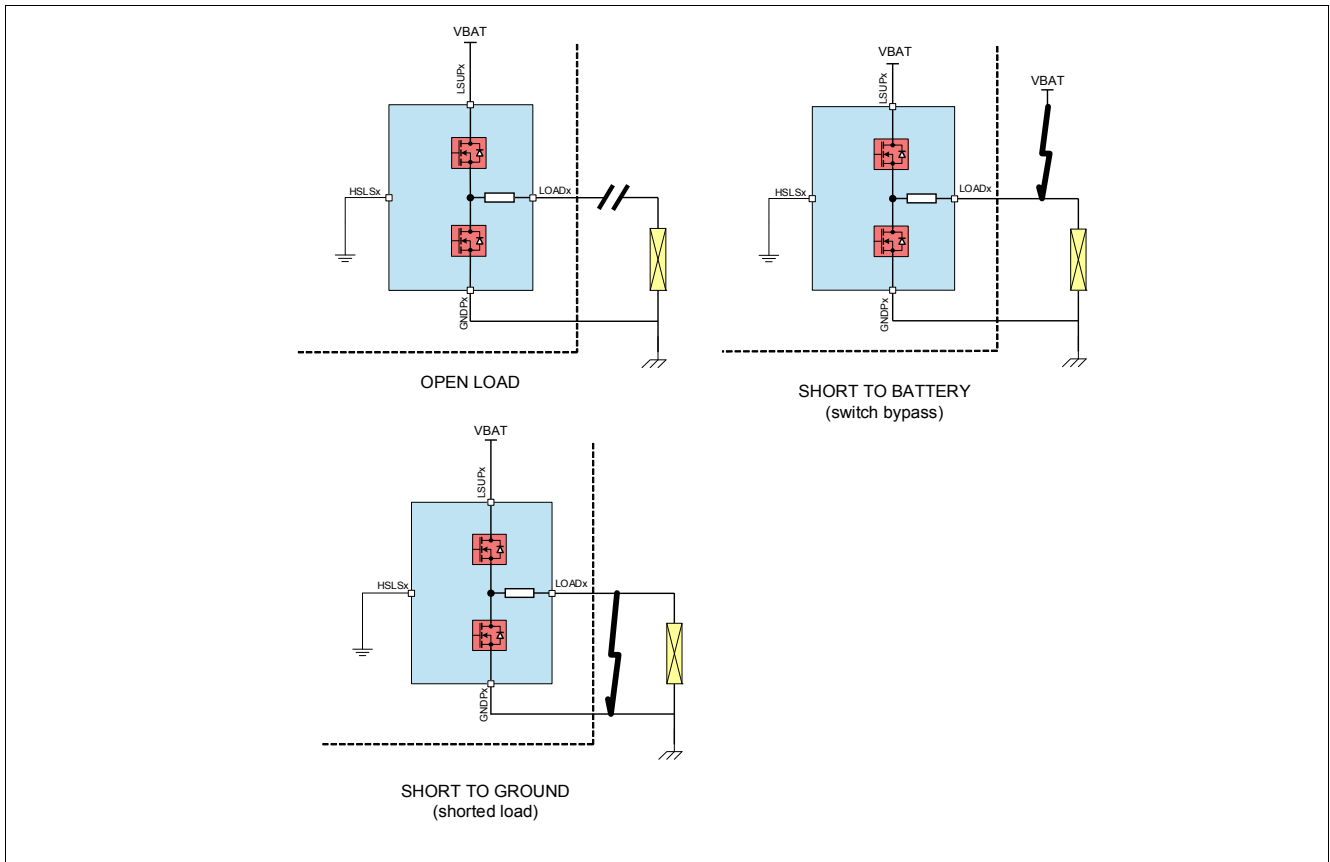 VBAT
LSUPx
HSLSx
LOADx
GNDPx
OPEN LOAD
VBAT
VBAT
LSUPx
HSLSx
LOADx
GNDPx
SHORT TO BATTERY
(switch bypass)
VBAT
LSUPx
HSLSx
LOADx
GNDPx
SHORT TO GROUND
(shorted load)